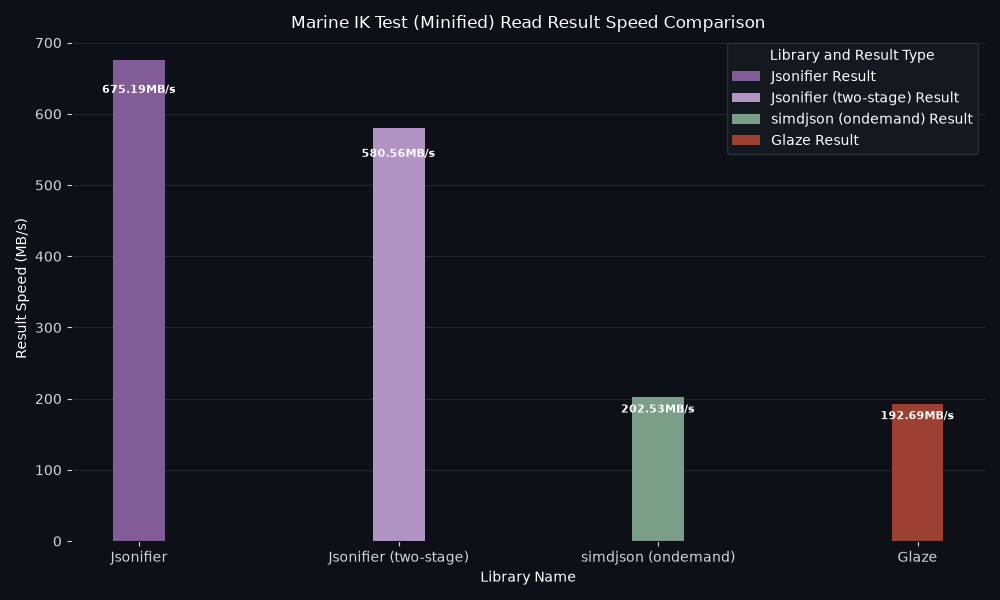 Marine IK Test (Minified) Read Result Speed Comparison
Library and Result Type
Jsonifier Result
Jsonifier (two-stage) Result
simdjson (ondemand) Result
Glaze Result
Result Speed (MB/s)
700
600
500
400
300
200
100
0
675.19MB/s
580.56MB/s
202.53MB/s
192.69MB/s
Jsonifier
Jsonifier (two-stage)
simdjson (ondemand)
Glaze
Library Name